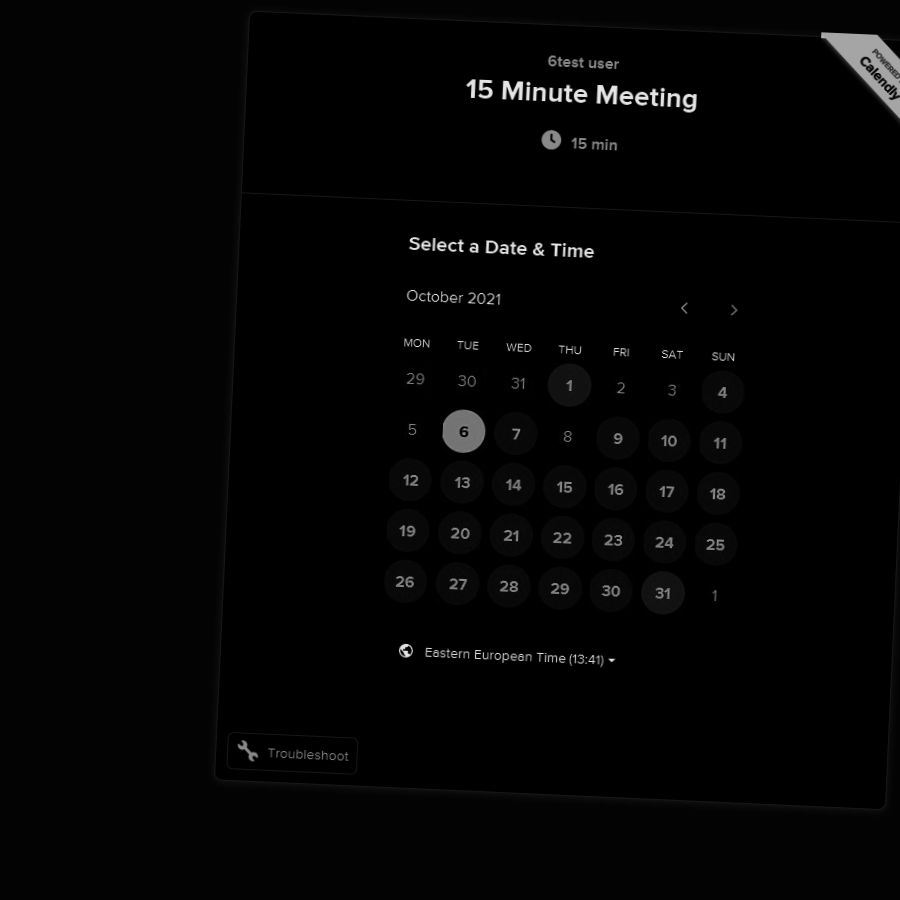 6test user
15 Minute Meeting
15 min
POWERED
Calendly
Select a Date & Time
October 2021
MON TUE WED THU FRI SAT SUN
29 30 31 1 2 3 4
5 6 7 8 9 10 11
12 13 14 15 16 17 18
19 20 21 22 23 24 25
26 27 28 29 30 31 1
Eastern European Time (13:41)
Troubleshoot